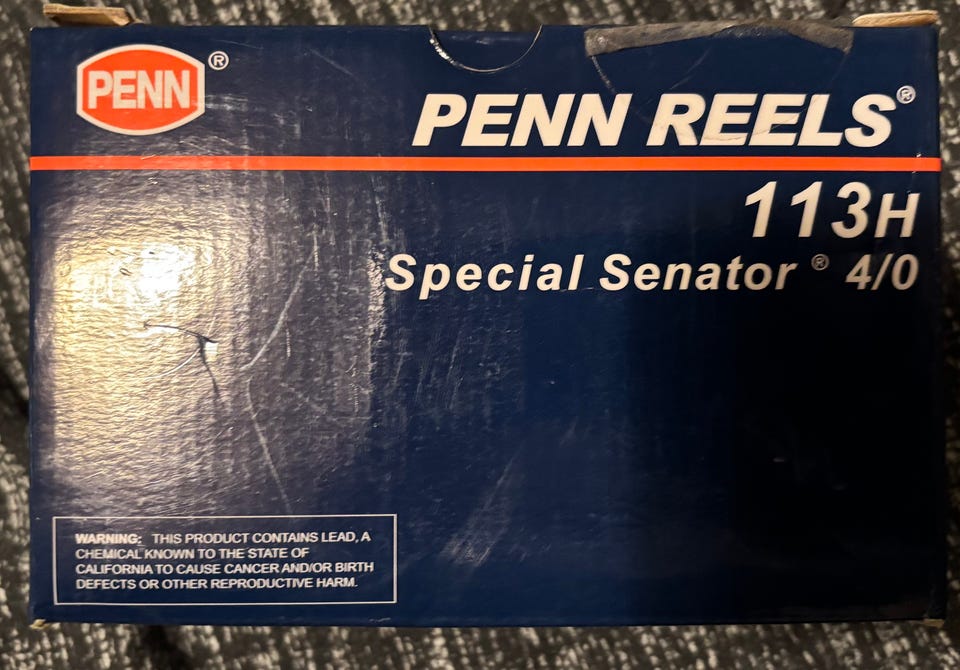 PENN®
PENN REELS®
113H
Special Senator® 4/0
WARNING: THIS PRODUCT CONTAINS LEAD, A
CHEMICAL KNOWN TO THE STATE OF
CALIFORNIA TO CAUSE CANCER AND/OR BIRTH
DEFECTS OR OTHER REPRODUCTIVE HARM.